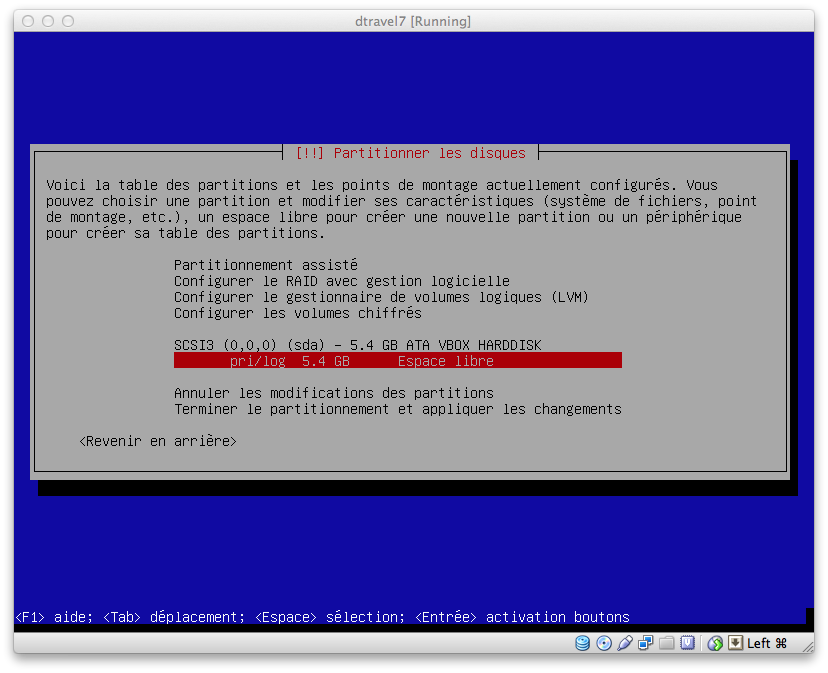 dtravel7 [Running]
[!!] Partitionner les disques
Voici la table des partitions et les points de montage actuellement configurés. Vous
pouvez choisir une partition et modifier ses caractéristiques (système de fichiers, point
de montage, etc.), un espace libre pour créer une nouvelle partition ou un périphérique
pour créer sa table des partitions.
Partitionnement assisté
Configurer le RAID avec gestion logicielle
Configurer le gestionnaire de volumes logiques (LVM)
Configurer les volumes chiffrés
SCSI3 (0,0,0) (sda) - 5.4 GB ATA VBOX HARDDISK
pri/log 5.4 GB Espace libre
Annuler les modifications des partitions
Terminer le partitionnement et appliquer les changements
<Revenir en arrière>
<F1> aide; <Tab> déplacement; <Espace> sélection; <Entrée> activation boutons
Left ⌘